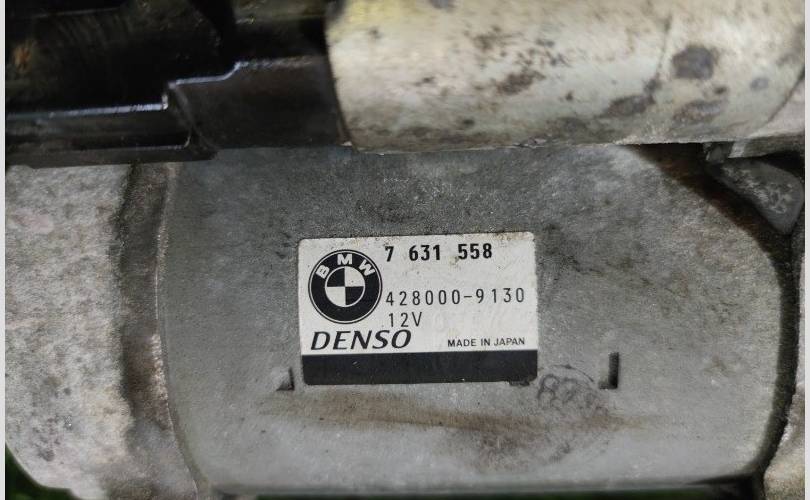 BMW
7 631 558
428000-9130
12V
DENSO
MADE IN JAPAN